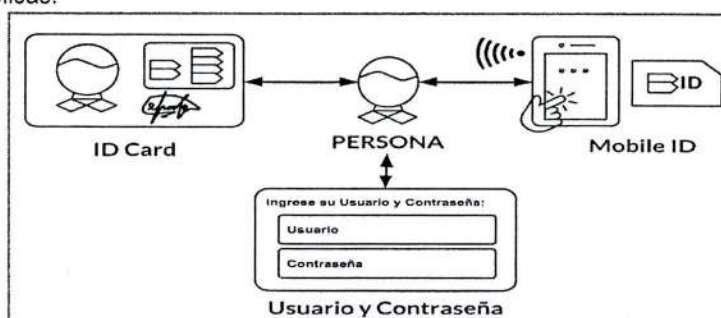 ID
ID Card
PERSONA
Mobile ID
Ingrese su Usuario y Contraseña:
Usuario
Contraseña
Usuario y Contraseña